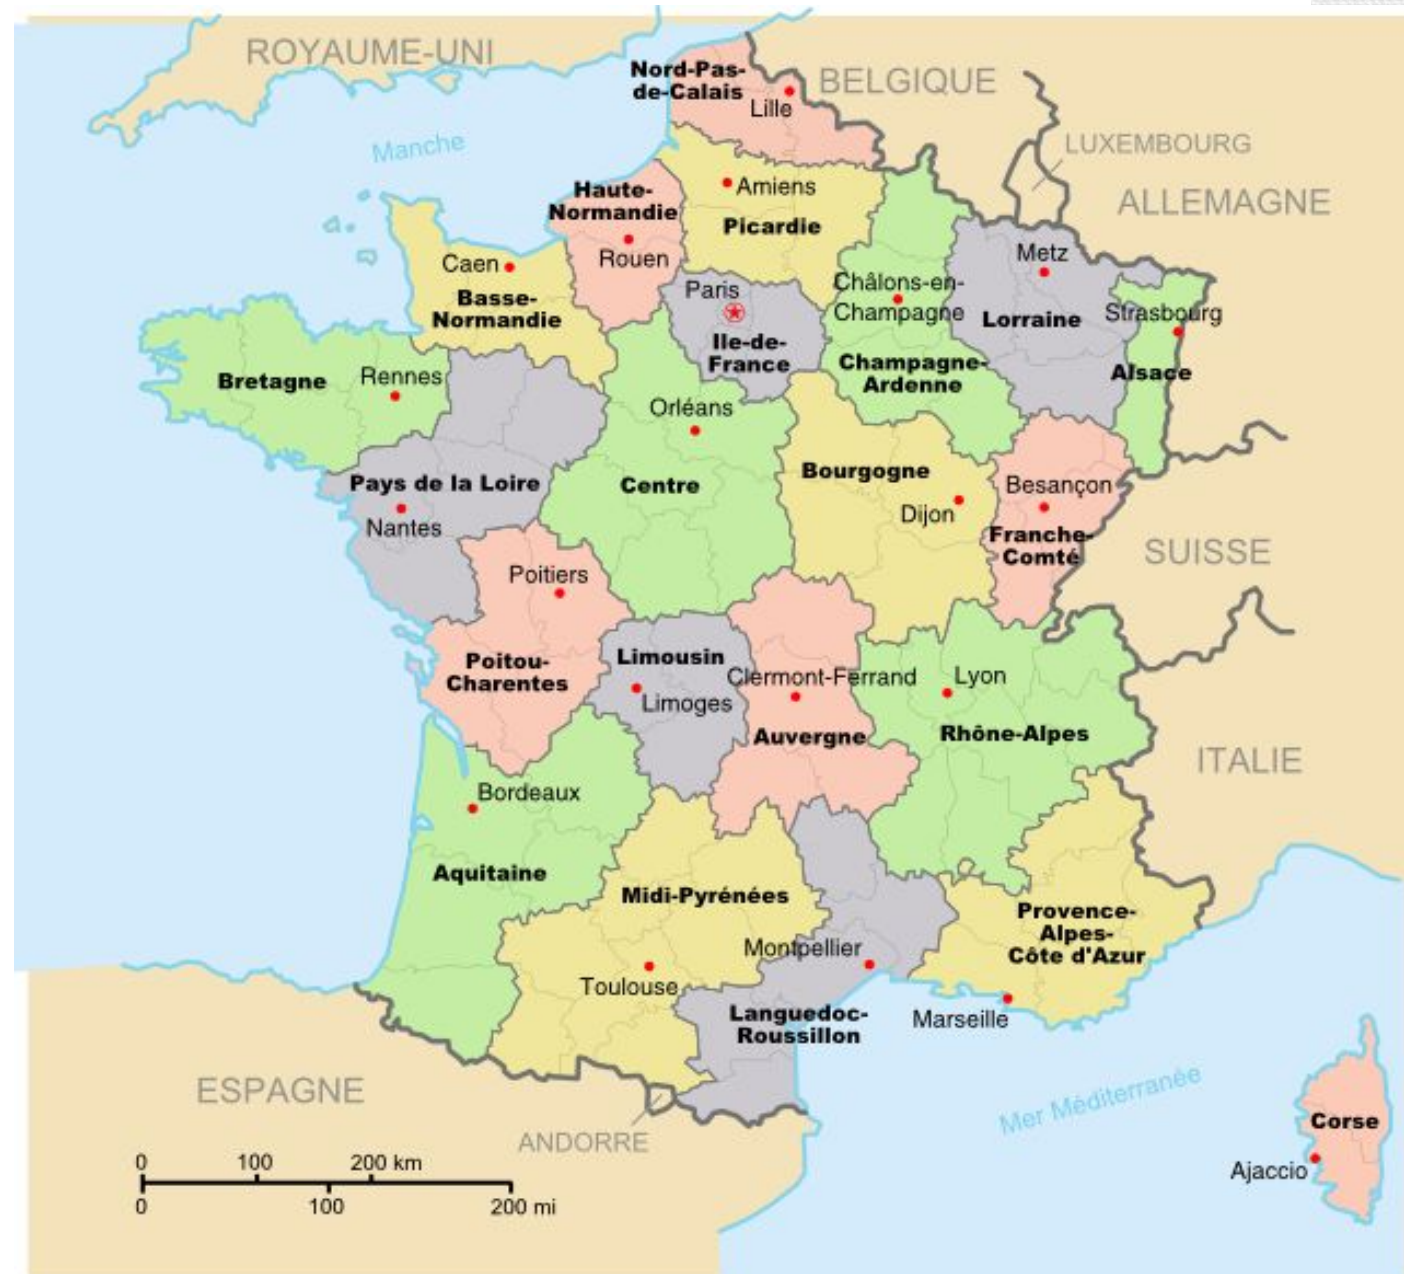 ROYAUME-UNI
Nord-Pas-
de-Calais
Lille
BELGIQUE
Manche
LUXEMBOURG
ALLEMAGNE
Haute-
Normandie
Rouen
Amiens
Picardie
Caen
Basse-
Normandie
Paris
Ile-de-
France
Châlons-en-
Champagne
Champagne-
Ardenne
Metz
Lorraine
Strasbourg
Alsace
Bretagne
Rennes
Orléans
Centre
Pays de la Loire
Nantes
Bourgogne
Dijon
Besançon
Franche-
Comté
SUISSE
Poitiers
Poitou-
Charentes
Limousin
Limoges
Clermont-Ferrand
Auvergne
Lyon
Rhône-Alpes
ITALIE
Bordeaux
Aquitaine
Midi-Pyrénées
Toulouse
Montpellier
Languedoc-
Roussillon
Provence-
Alpes-
Côte d'Azur
Marseille
ESPAGNE
ANDORRE
Mer Méditerranée
Corse
Ajaccio
0 100 200 km
0 100 200 mi